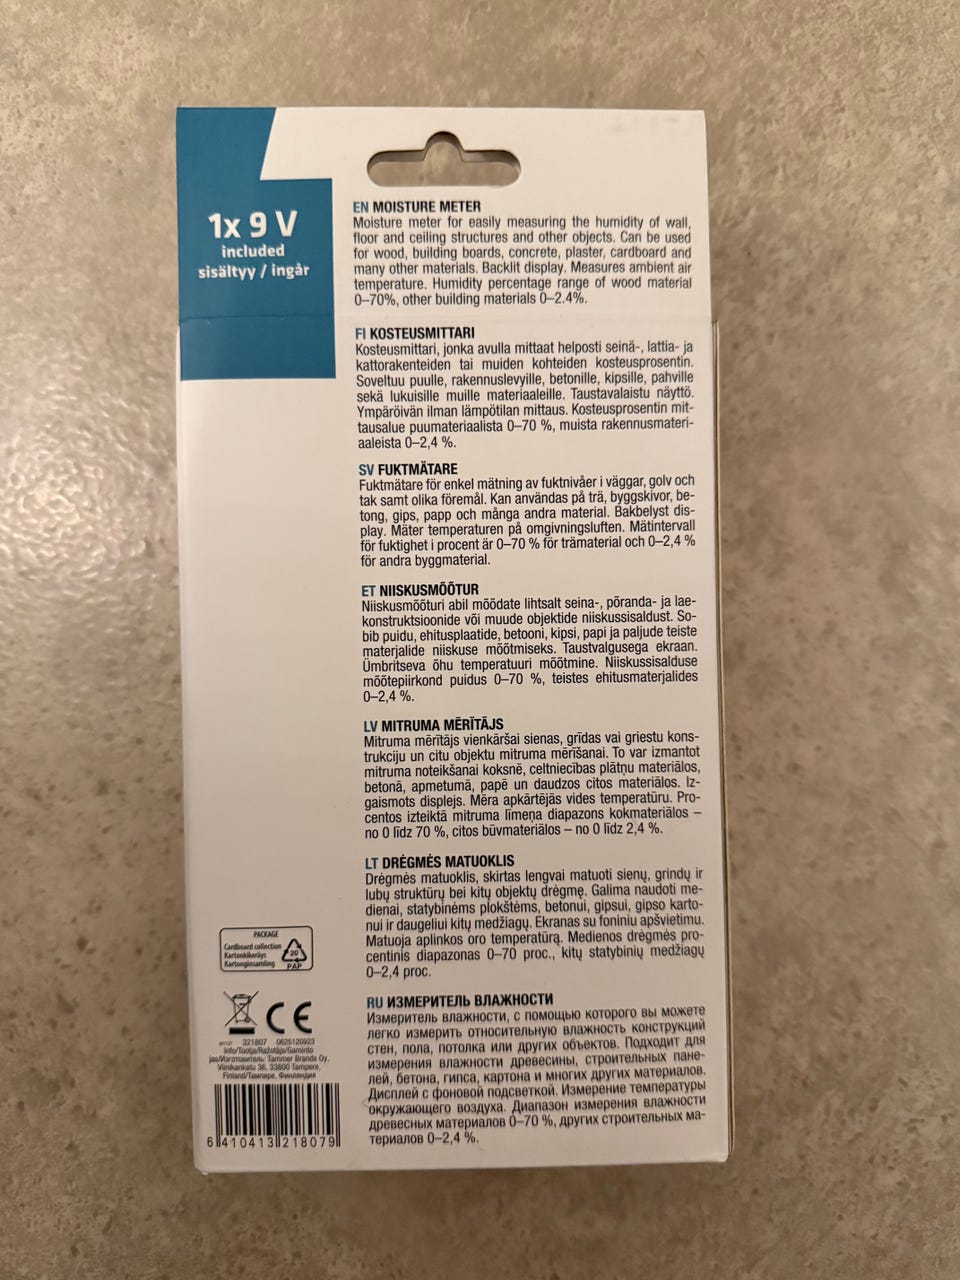 1x 9 V
included
sisältyy / ingår
EN MOISTURE METER
Moisture meter for easily measuring the humidity of wall,
floor and ceiling structures and other objects. Can be used
for wood, building boards, concrete, plaster, cardboard and
many other materials. Backlit display. Measures ambient air
temperature. Humidity percentage range of wood material
0–70%, other building materials 0–2.4%.
FI KOSTEUSMITTARI
Kosteusmittari, jonka avulla mittaat helposti seinä-, lattia- ja
kattorakenteiden tai muiden kohteiden kosteusprosentin.
Soveltuu puulle, rakennuslevyille, betonille, kipsille, pahville
sekä lukuisille muille materiaaleille. Taustavalaistu näyttö.
Ympäröivän ilman lämpötilan mittaus. Kosteusprosentin mit-
tausalue puumateriaalista 0–70 %, muista rakennusmateri-
aaleista 0–2,4 %.
SV FUKTMÄTARE
Fuktmätare för enkel mätning av fuktnivåer i väggar, golv och
tak samt olika föremål. Kan användas på trä, byggskivor, be-
tong, gips, papp och många andra material. Bakbelyst dis-
play. Mäter temperaturen på omgivningsluften. Mätintervall
för fuktighet i procent är 0–70 % för trämaterial och 0–2,4 %
för andra byggmaterial.
ET NIISKUSMÕÕTUR
Niiskusmõõturi abil mõõdate lihtsalt seina-, põranda- ja lae-
konstruktsioonide või muude objektide niiskussisaldust. So-
bib puidu, ehitusplaatide, betooni, kipsi, papi ja paljude teiste
materjalide niiskuse mõõtmiseks. Taustvalgusega ekraan.
Ümbritseva õhu temperatuuri mõõtmine. Niiskussisalduse
mõõtepiirkond puidus 0–70 %, teistes ehitusmaterjalides
0–2,4 %.
LV MITRUMA MĒRĪTĀJS
Mitruma mērītājs vienkāršai sienas, grīdas vai griestu kons-
trukciju un citu objektu mitruma mērīšanai. To var izmantot
mitruma noteikšanai koksnē, celtniecības plātņu materiālos,
betonā, apmetumā, papē un daudzos citos materiālos. Iz-
gaismots displejs. Mēra apkārtējās vides temperatūru. Pro-
centos izteiktā mitruma līmeņa diapazons kokmateriālos –
no 0 līdz 70 %, citos būvmateriālos – no 0 līdz 2,4 %.
LT DRĖGMĖS MATUOKLIS
Drėgmės matuoklis, skirtas lengvai matuoti sienų, grindų ir
lubų struktūrų bei kitų objektų drėgmę. Galima naudoti me-
dienai, statybinėms plokštėms, betonui, gipsui, gipso karto-
nui ir daugeliui kitų medžiagų. Ekranas su foniniu apšvietimu.
Matuoja aplinkos oro temperatūrą. Medienos drėgmės pro-
centinis diapazonas 0–70 proc., kitų statybinių medžiagų
0–2,4 proc.
RU ИЗМЕРИТЕЛЬ ВЛАЖНОСТИ
Измеритель влажности, с помощью которого вы можете
легко измерить относительную влажность конструкций
стен, пола, потолка или других объектов. Подходит для
измерения влажности древесины, строительных пане-
лей, бетона, гипса, картона и многих других материалов.
Дисплей с фоновой подсветкой. Измерение температуры
окружающего воздуха. Диапазон измерения влажности
древесных материалов 0–70 %, других строительных ма-
териалов 0–2,4 %.
PACKAGE
Cardboard collection
Kartonkikeräys
Kartonginsamling
20
PAP
CE
321807 0625120923
Info/Tootja/Ražotājs/Gaminto
jas/Изготовитель: Tammer Brands Oy,
Viinikankatu 36, 33800 Tampere,
Finland/Тампере, Финляндия
6 410413 218079